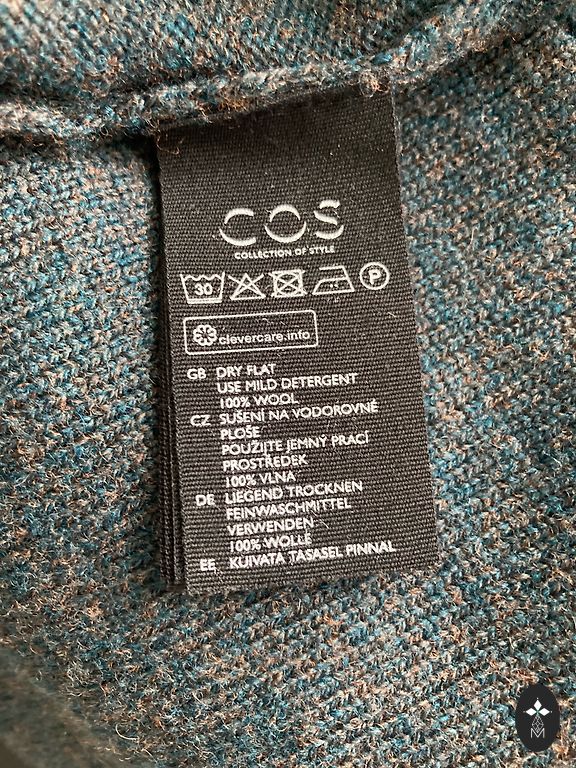 COS
COLLECTION OF STYLE
30
P
clevercare.info
GB DRY FLAT
USE MILD DETERGENT
100% WOOL
CZ SUŠENÍ NA VODOROVNÉ
PLOŠE
POUŽIJTE JEMNÝ PRACÍ
PROSTŘEDEK
100% VLNA
DE LIEGEND TROCKNEN
FEINWASCHMITTEL
VERWENDEN
100% WOLLE
EE KUIVATA TASASEL PINNAL
M